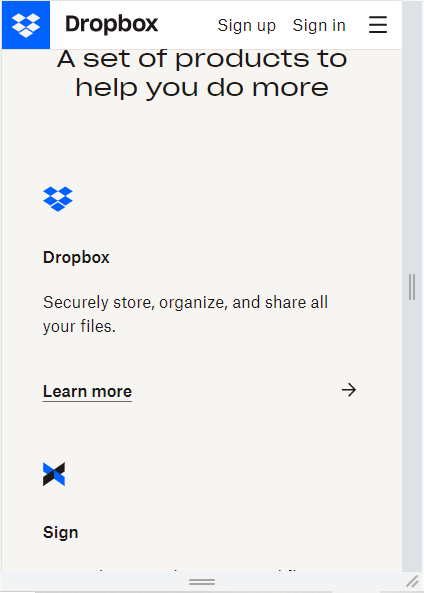 Dropbox
Sign up
Sign in
A set of products to
help you do more
Dropbox
Securely store, organize, and share all
your files.
Learn more
Sign